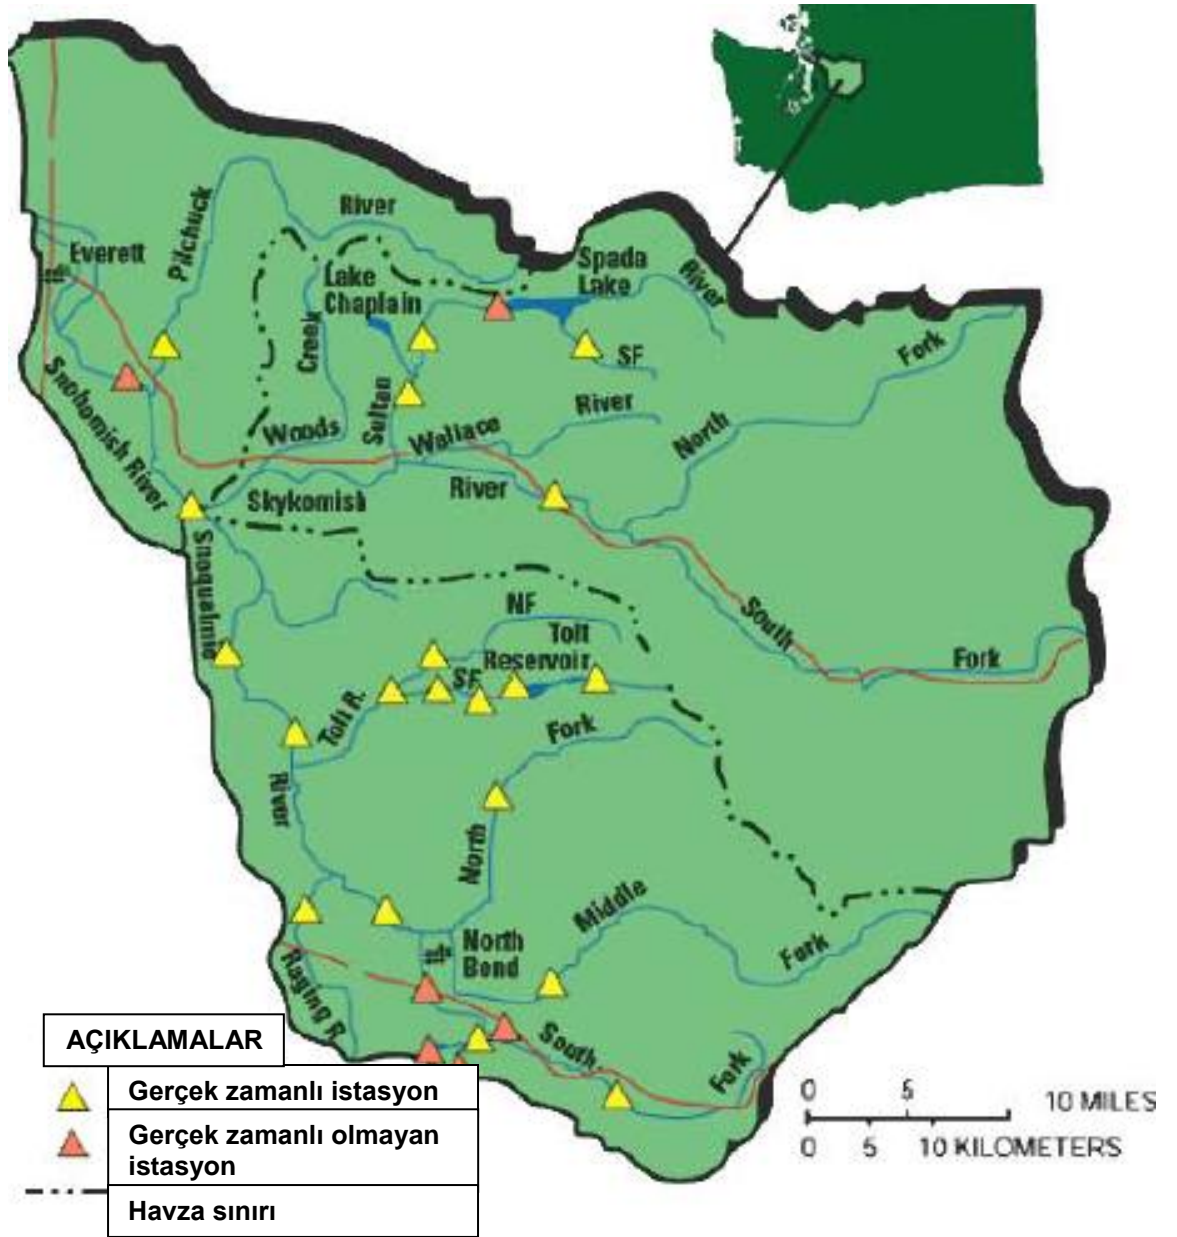 Pilchuck
River
Everett
Spada
Lake
River
Lake
Chaplain
Creek
SF
Fork
Snohomish River
Sultan
River
Woods
Wallace
North
Skykomish
River
Snoqualmie
NF
Tolt
Reservoir
SF
South
Fork
Tolt R.
Fork
River
North
Middle
North
Bend
Fork
Raging R.
South
Fork
AÇIKLAMALAR
Gerçek zamanlı istasyon
Gerçek zamanlı olmayan
istasyon
Havza sınırı
0 5 10 MILES
0 5 10 KILOMETERS